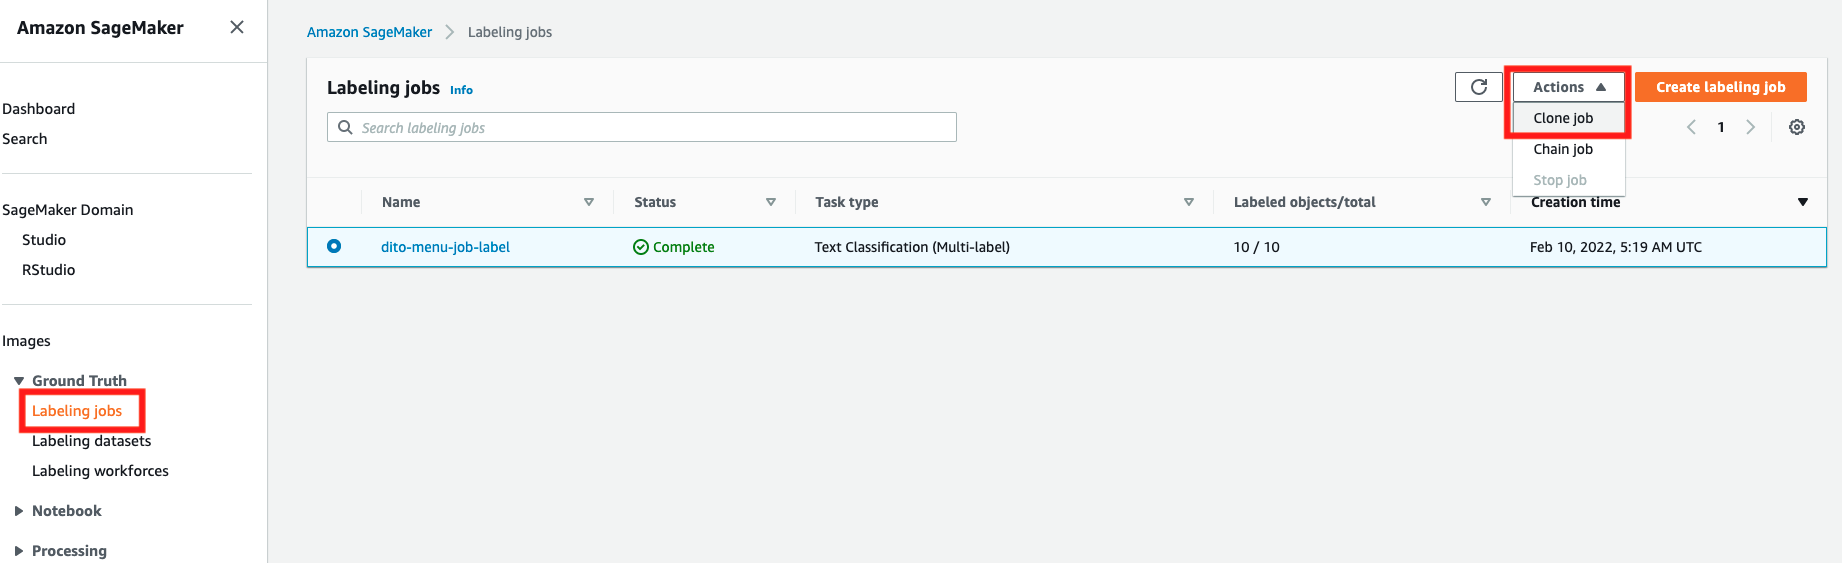 Amazon SageMaker
Dashboard
Search
SageMaker Domain
Studio
RStudio
Images
Ground Truth
Labeling jobs
Labeling datasets
Labeling workforces
Notebook
Processing
Amazon SageMaker > Labeling jobs
Labeling jobs Info
Actions
Create labeling job
Search labeling jobs
Clone job
Chain job
Stop job
1
Name Status Task type Labeled objects/total Creation time
dito-menu-job-label Complete Text Classification (Multi-label) 10 / 10 Feb 10, 2022, 5:19 AM UTC